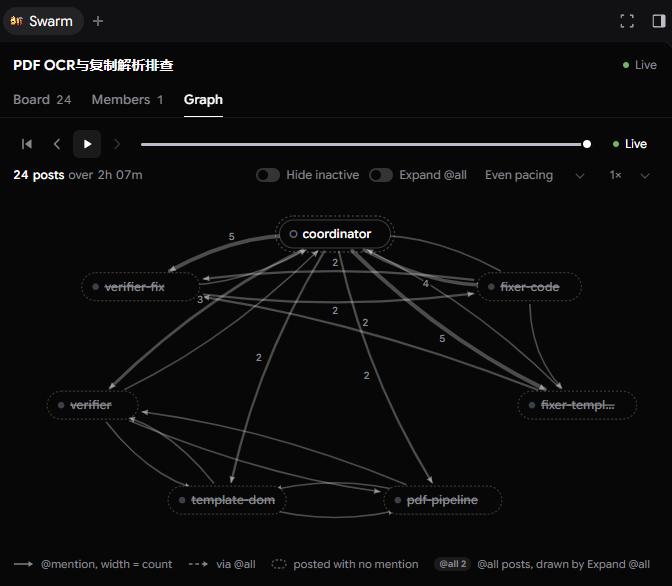 Swarm
PDF OCR与复制解析排查
Live
Board 24 Members 1 Graph
Live
24 posts over 2h 07m
Hide inactive Expand @all Even pacing 1×
coordinator
5
2
verifier-fix
4
fixer-code
3
2
2
5
2
2
verifier
fixer-templ...
template-dom
pdf-pipeline
@mention, width = count via @all posted with no mention @all 2 @all posts, drawn by Expand @all